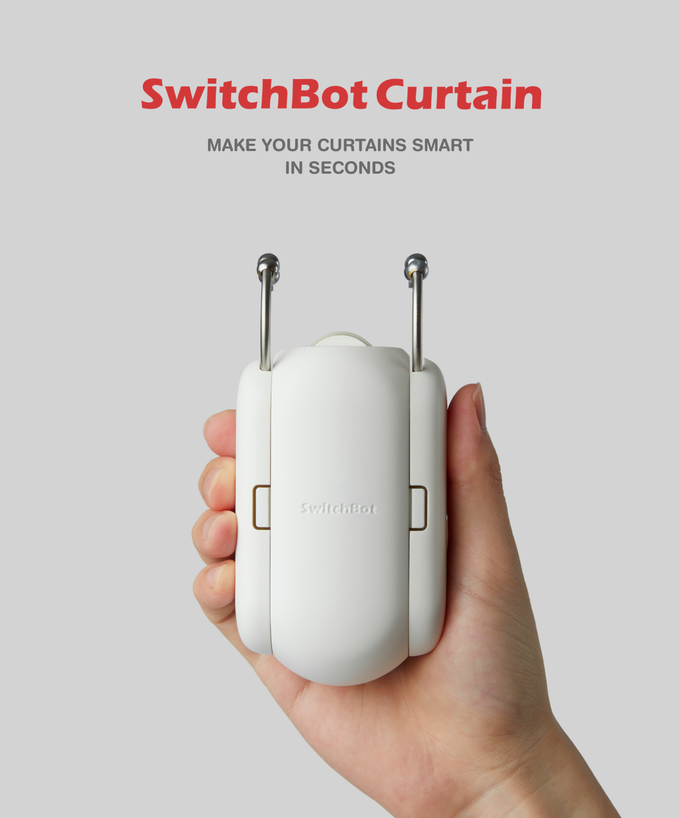 SwitchBot Curtain
MAKE YOUR CURTAINS SMART
IN SECONDS
SwitchBot